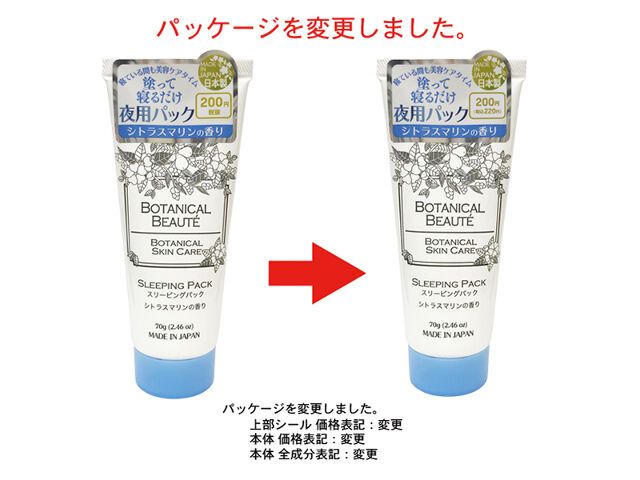 パッケージを変更しました。
寝ている間も美容ケアタイム
塗って
寝るだけ
夜用パック
シトラスマリンの香り
MADE IN
JAPAN
日本製
200円
税抜
BOTANICAL
BEAUTÉ
BOTANICAL
SKIN CARE
SLEEPING PACK
スリーピングパック
シトラスマリンの香り
70g (2.46 oz)
MADE IN JAPAN
寝ている間も美容ケアタイム
塗って
寝るだけ
夜用パック
シトラスマリンの香り
MADE IN
JAPAN
日本製
200円
(税込220円)
BOTANICAL
BEAUTÉ
BOTANICAL
SKIN CARE
SLEEPING PACK
スリーピングパック
シトラスマリンの香り
70g (2.46 oz)
MADE IN JAPAN
パッケージを変更しました。
上部シール 価格表記：変更
本体 価格表記：変更
本体 全成分表記：変更